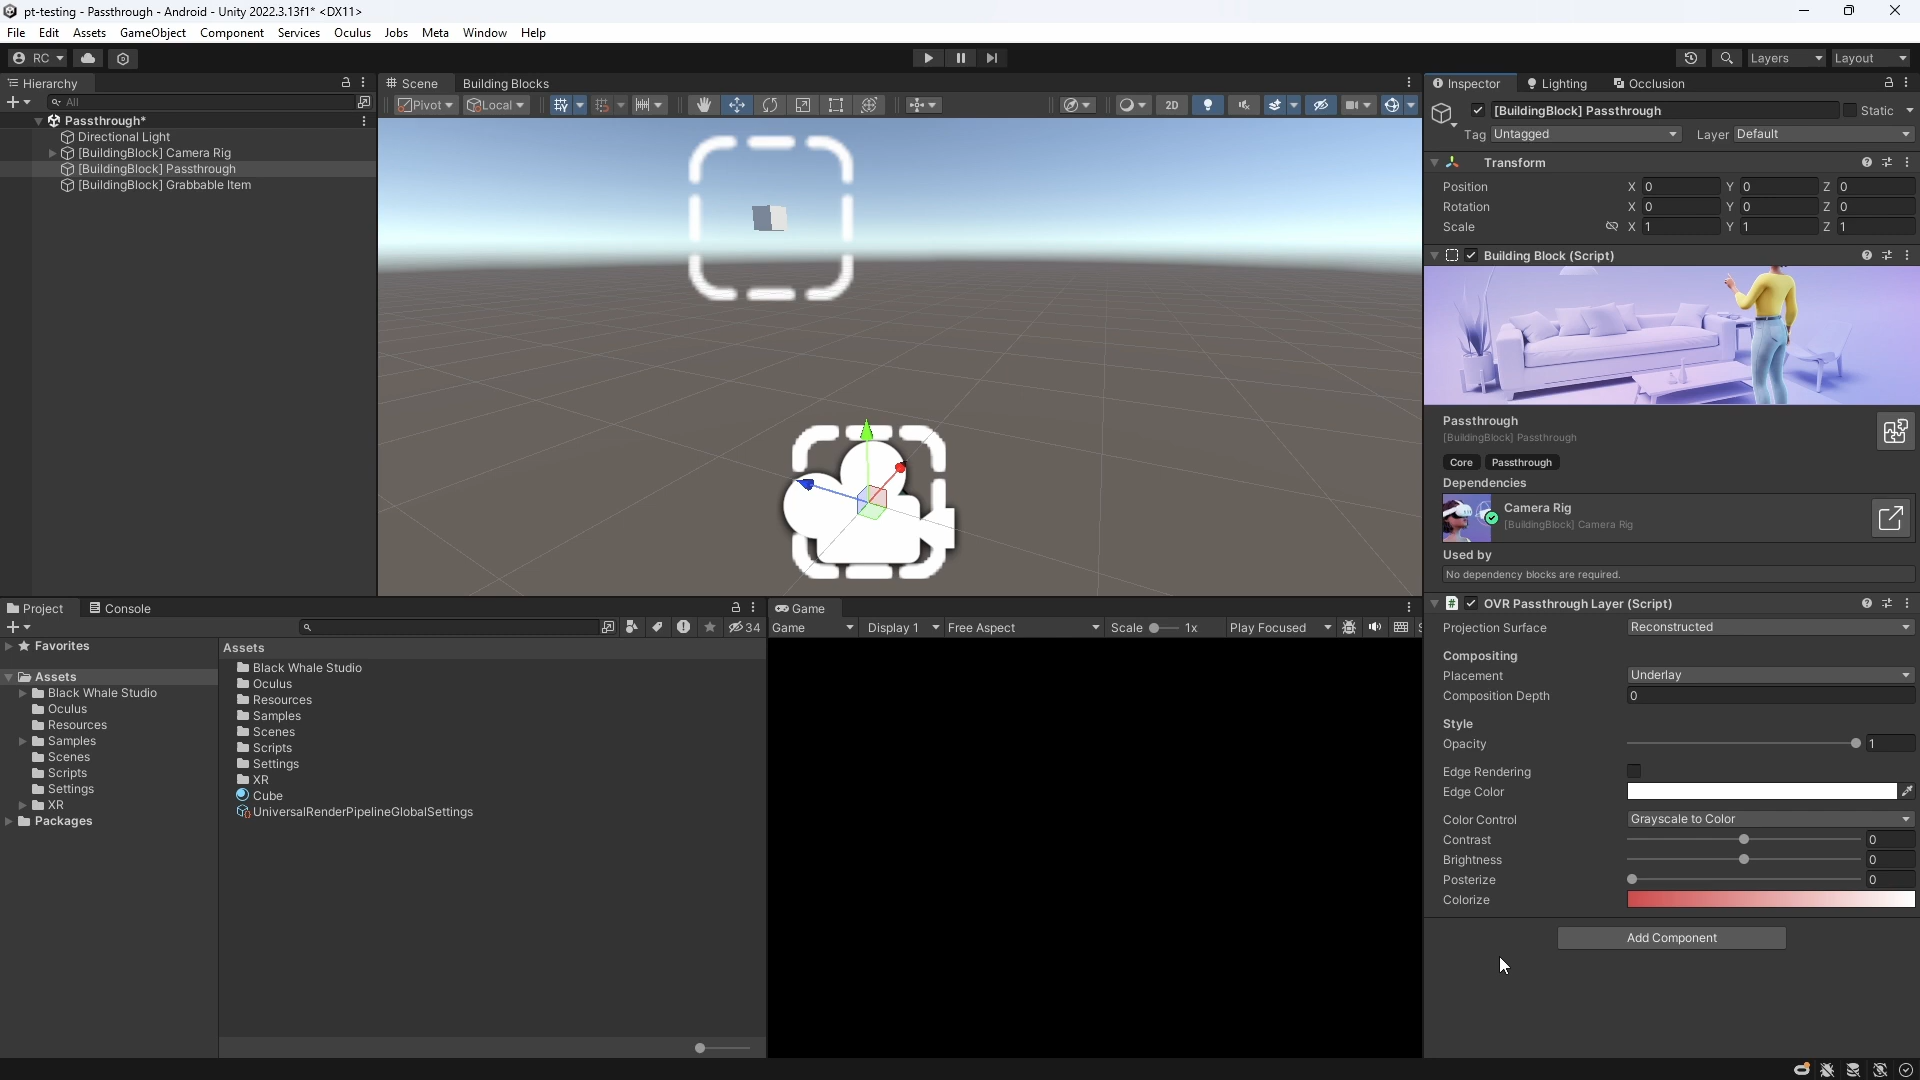 pt-testing - Passthrough - Android - Unity 2022.3.13f1* <DX11>
File Edit Assets GameObject Component Services Oculus Jobs Meta Window Help
RC Layers Layout
Hierarchy
All
Passthrough*
Directional Light
[BuildingBlock] Camera Rig
[BuildingBlock] Passthrough
[BuildingBlock] Grabbable Item
Scene Building Blocks
Pivot Local 2D
Project Console
34
Favorites
Assets
Black Whale Studio
Oculus
Resources
Samples
Scenes
Scripts
Settings
XR
Packages
Assets
Black Whale Studio
Oculus
Resources
Samples
Scenes
Scripts
Settings
XR
Cube
UniversalRenderPipelineGlobalSettings
Game
Game Display 1 Free Aspect Scale 1x Play Focused
Inspector Lighting Occlusion
[BuildingBlock] Passthrough Static
Tag Untagged Layer Default
Transform
Position X 0 Y 0 Z 0
Rotation X 0 Y 0 Z 0
Scale X 1 Y 1 Z 1
Building Block (Script)
Passthrough
[BuildingBlock] Passthrough
Core Passthrough
Dependencies
Camera Rig
[BuildingBlock] Camera Rig
Used by
No dependency blocks are required.
OVR Passthrough Layer (Script)
Projection Surface Reconstructed
Compositing
Placement Underlay
Composition Depth 0
Style
Opacity 1
Edge Rendering
Edge Color
Color Control Grayscale to Color
Contrast 0
Brightness 0
Posterize 0
Colorize
Add Component